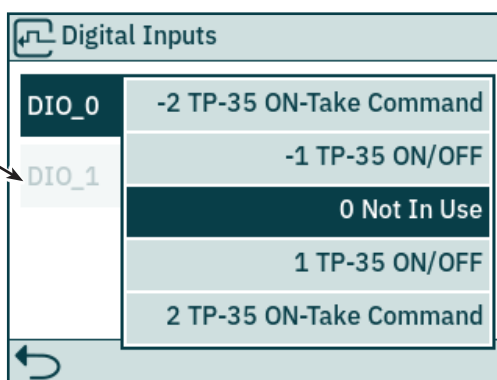 Digital Inputs
DIO_0
-2 TP-35 ON-Take Command
-1 TP-35 ON/OFF
DIO_1
0 Not In Use
1 TP-35 ON/OFF
2 TP-35 ON-Take Command